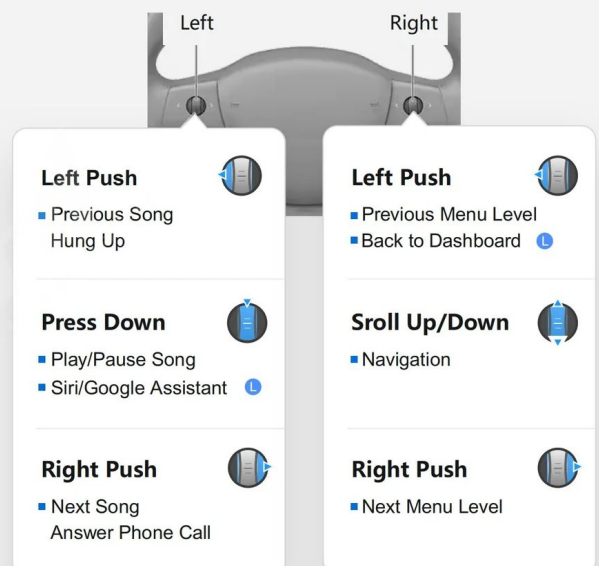 Left
Right
Left Push
Previous Song
Hung Up
Press Down
Play/Pause Song
Siri/Google Assistant L
Right Push
Next Song
Answer Phone Call
Left Push
Previous Menu Level
Back to Dashboard L
Sroll Up/Down
Navigation
Right Push
Next Menu Level